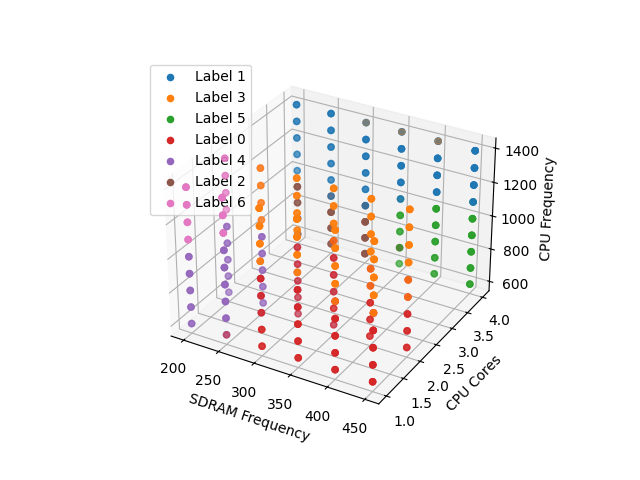 Label 1
Label 3
Label 5
Label 0
Label 4
Label 2
Label 6
1400
1200
1000
800
600
CPU Frequency
4.0
3.5
3.0
2.5
2.0
1.5
1.0
CPU Cores
200
250
300
350
400
450
SDRAM Frequency